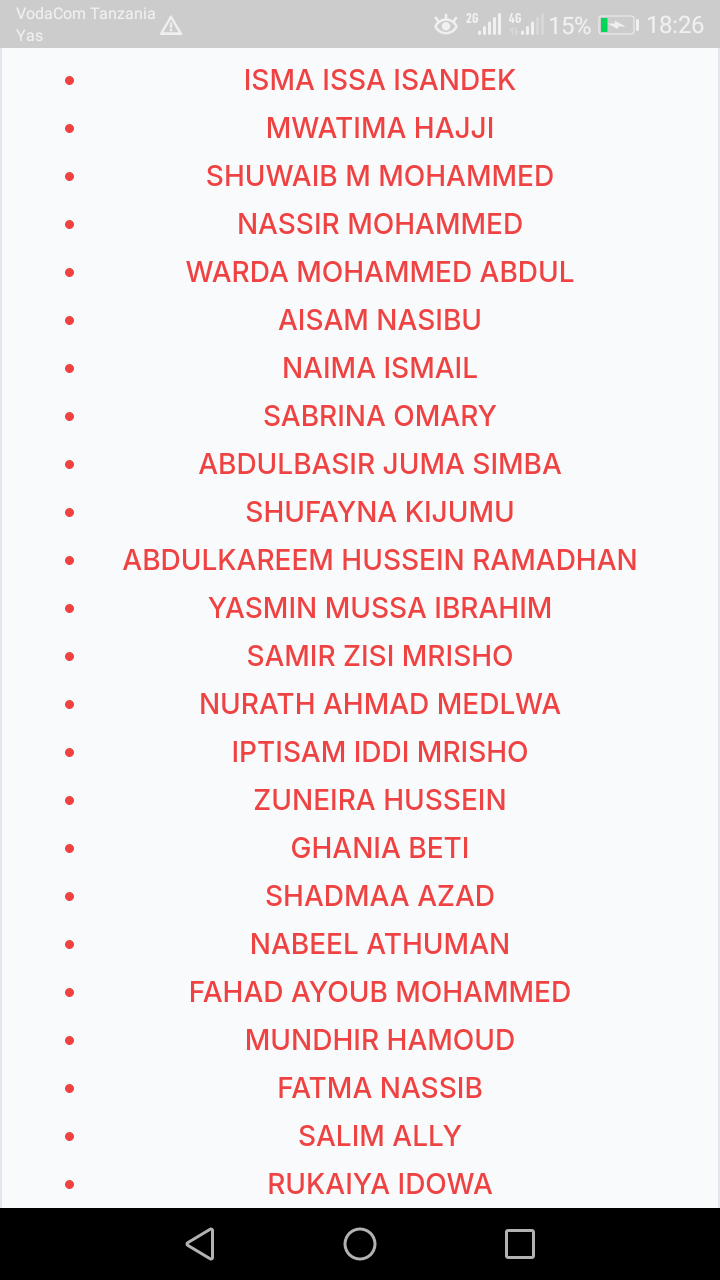 VodaCom Tanzania
Yas
2G
4G
15%
18:26
ISMA ISSA ISANDEK
MWATIMA HAJJI
SHUWAIB M MOHAMMED
NASSIR MOHAMMED
WARDA MOHAMMED ABDUL
AISAM NASIBU
NAIMA ISMAIL
SABRINA OMARY
ABDULBASIR JUMA SIMBA
SHUFAYNA KIJUMU
ABDULKAREEM HUSSEIN RAMADHAN
YASMIN MUSSA IBRAHIM
SAMIR ZISI MRISHO
NURATH AHMAD MEDLWA
IPTISAM IDDI MRISHO
ZUNEIRA HUSSEIN
GHANIA BETI
SHADMAA AZAD
NABEEL ATHUMAN
FAHAD AYOUB MOHAMMED
MUNDHIR HAMOUD
FATMA NASSIB
SALIM ALLY
RUKAIYA IDOWA